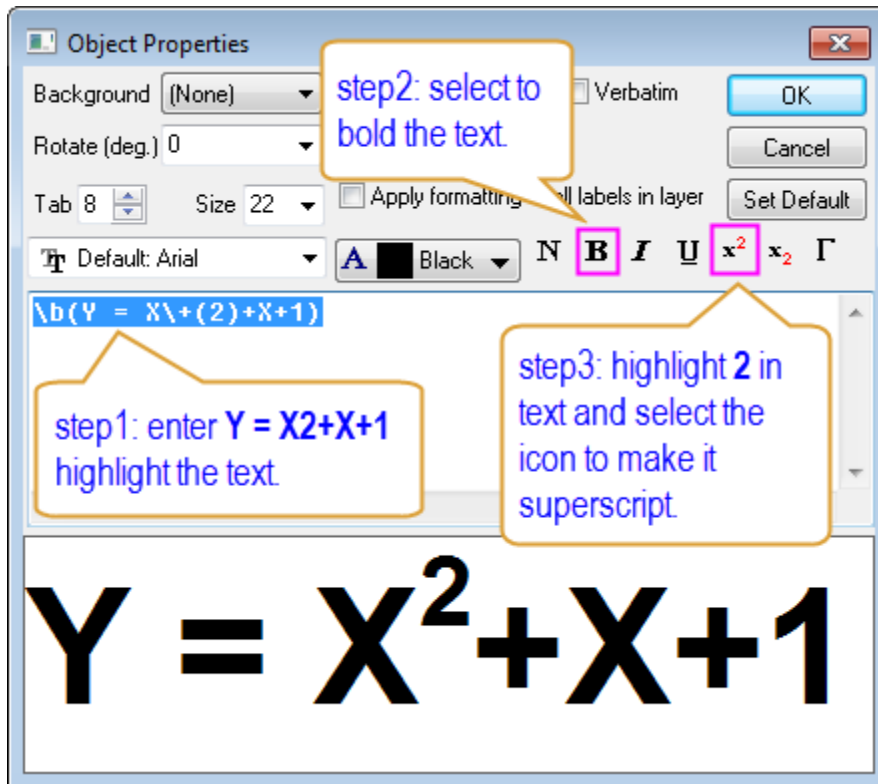 Object Properties
Background (None)
step2: select to
bold the text.
Verbatim
OK
Rotate (deg.) 0
Cancel
Tab 8 Size 22
Apply formatting
ll labels in layer
Set Default
Default: Arial
A Black N B I U x² x₂ Γ
\b(Y = X\+(2)+X+1)
step1: enter Y = X2+X+1
highlight the text.
step3: highlight 2 in
text and select the
icon to make it
superscript.
Y = X²+X+1